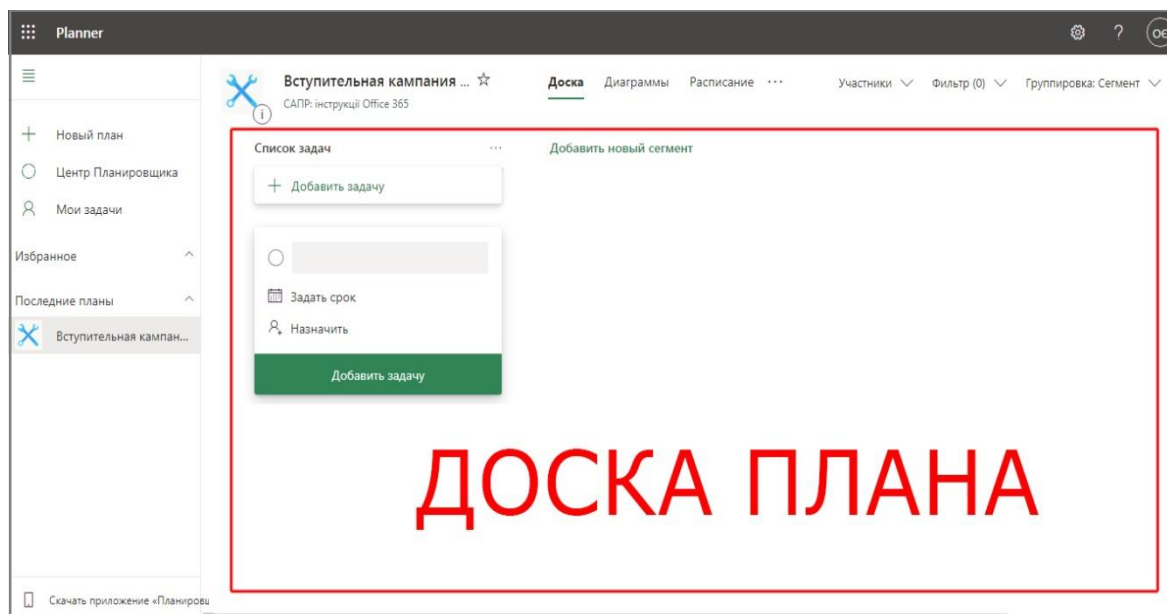 Planner
?
ое
Вступительная кампания ...
САПР: інструкції Office 365
Доска Диаграммы Расписание ...
Участники Фильтр (0) Группировка: Сегмент
Новый план
Центр Планировщика
Мои задачи
Избранное
Последние планы
Вступительная кампан...
Список задач ...
Добавить новый сегмент
+ Добавить задачу
Задать срок
Назначить
Добавить задачу
ДОСКА ПЛАНА
Скачать приложение «Планировщ